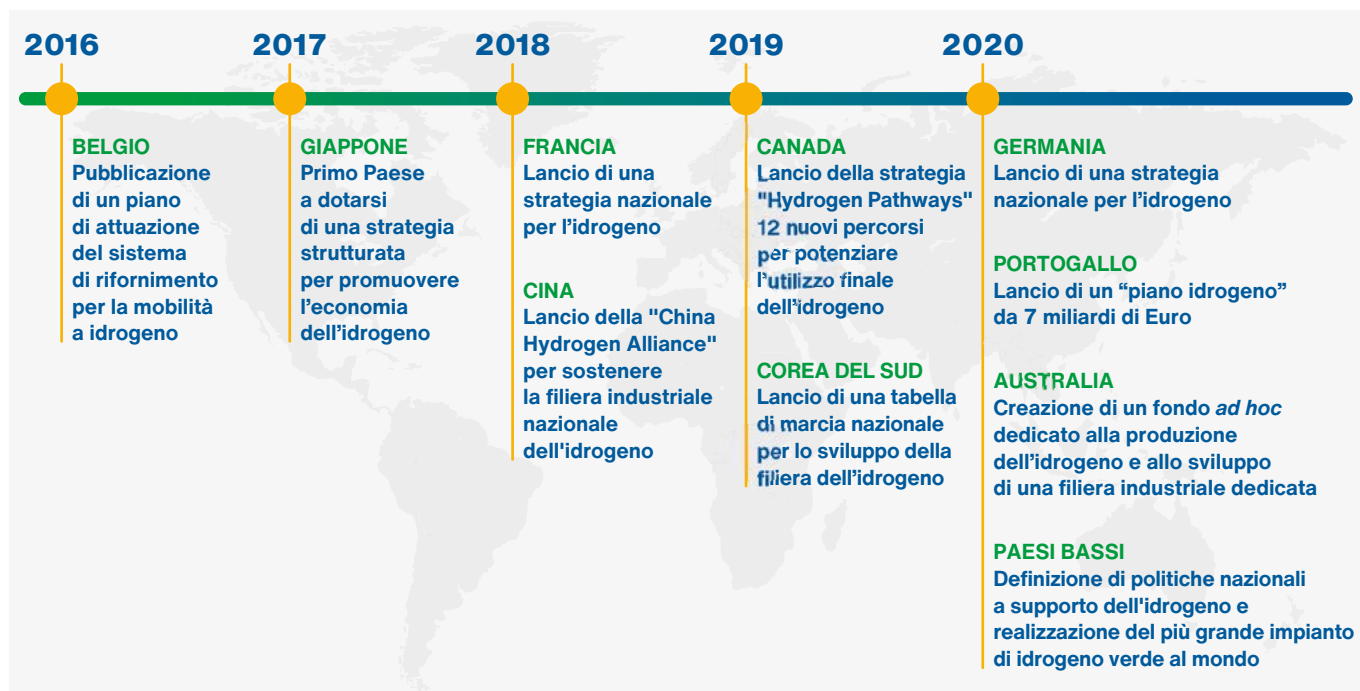 2016
BELGIO
Pubblicazione
di un piano
di attuazione
del sistema
di rifornimento
per la mobilità
a idrogeno
2017
GIAPPONE
Primo Paese
a dotarsi
di una strategia
strutturata
per promuovere
l’economia
dell’idrogeno
2018
FRANCIA
Lancio di una
strategia nazionale
per l’idrogeno
CINA
Lancio della "China
Hydrogen Alliance"
per sostenere
la filiera industriale
nazionale
dell'idrogeno
2019
CANADA
Lancio della strategia
"Hydrogen Pathways"
12 nuovi percorsi
per potenziare
l’utilizzo finale
dell’idrogeno
COREA DEL SUD
Lancio di una tabella
di marcia nazionale
per lo sviluppo della
filiera dell’idrogeno
2020
GERMANIA
Lancio di una strategia
nazionale per l’idrogeno
PORTOGALLO
Lancio di un “piano idrogeno”
da 7 miliardi di Euro
AUSTRALIA
Creazione di un fondo ad hoc
dedicato alla produzione
dell’idrogeno e allo sviluppo
di una filiera industriale dedicata
PAESI BASSI
Definizione di politiche nazionali
a supporto dell'idrogeno e
realizzazione del più grande impianto
di idrogeno verde al mondo